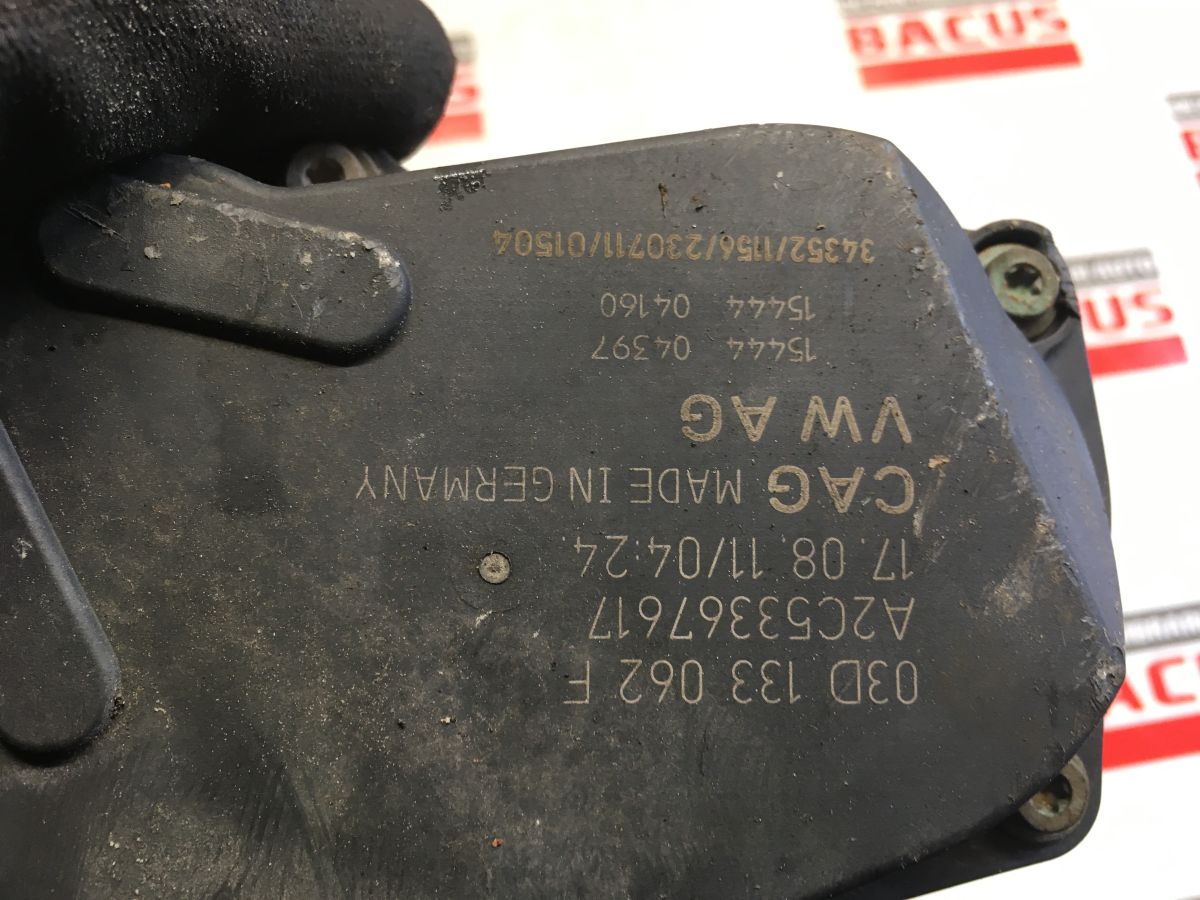 03D 133 062 F
A2C53367617
17.08.11/04:24
CAG MADE IN GERMANY
VW AG
15444 04397
15444 04160
34352/1156/230711/01504
BACUS